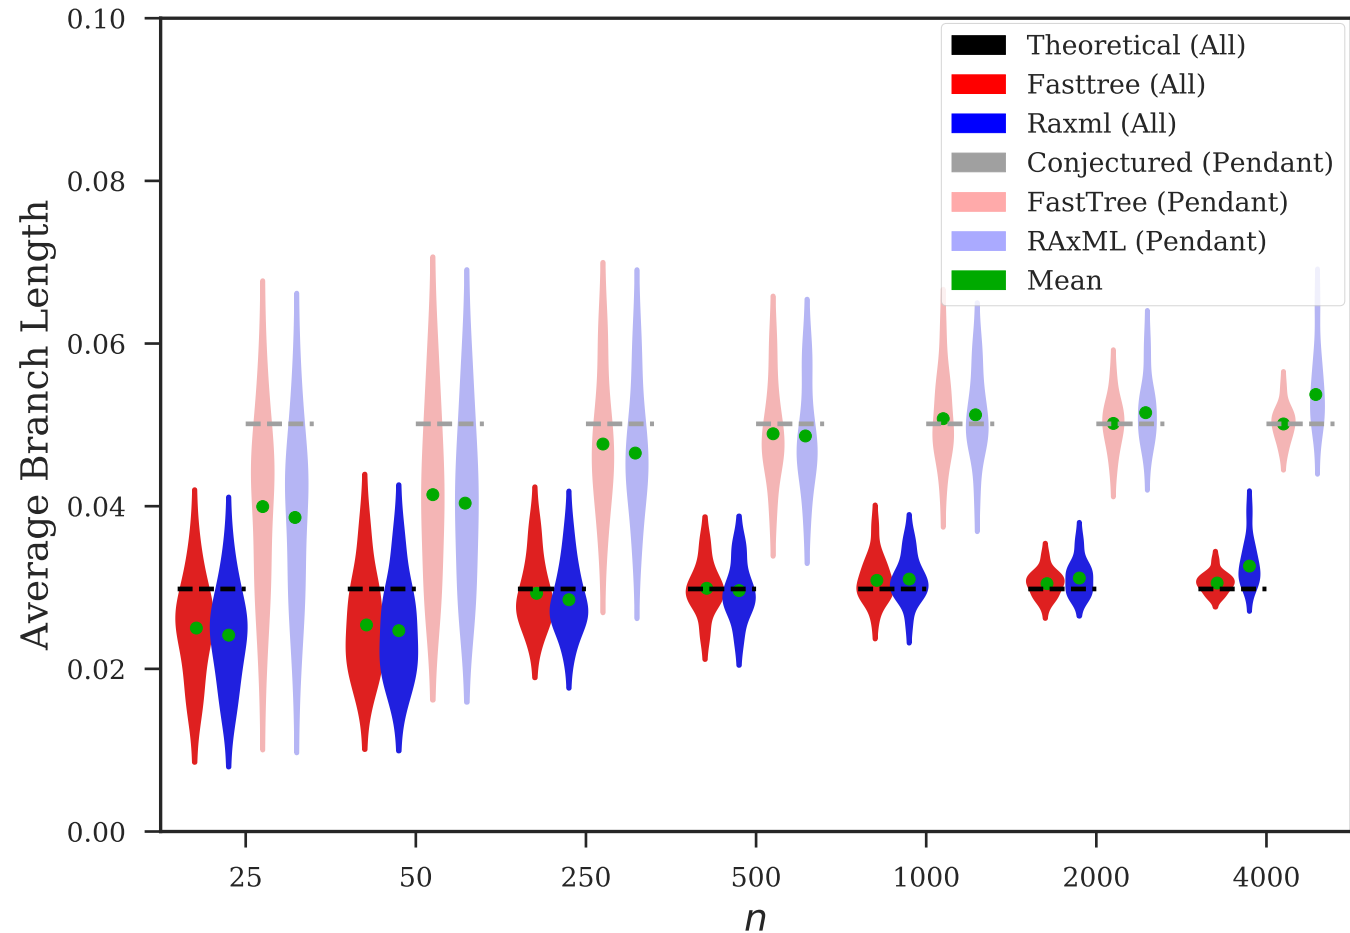 0.10
0.08
0.06
0.04
0.02
0.00
Average Branch Length
25 50 250 500 1000 2000 4000
n
Theoretical (All)
Fasttree (All)
Raxml (All)
Conjectured (Pendant)
FastTree (Pendant)
RAxML (Pendant)
Mean